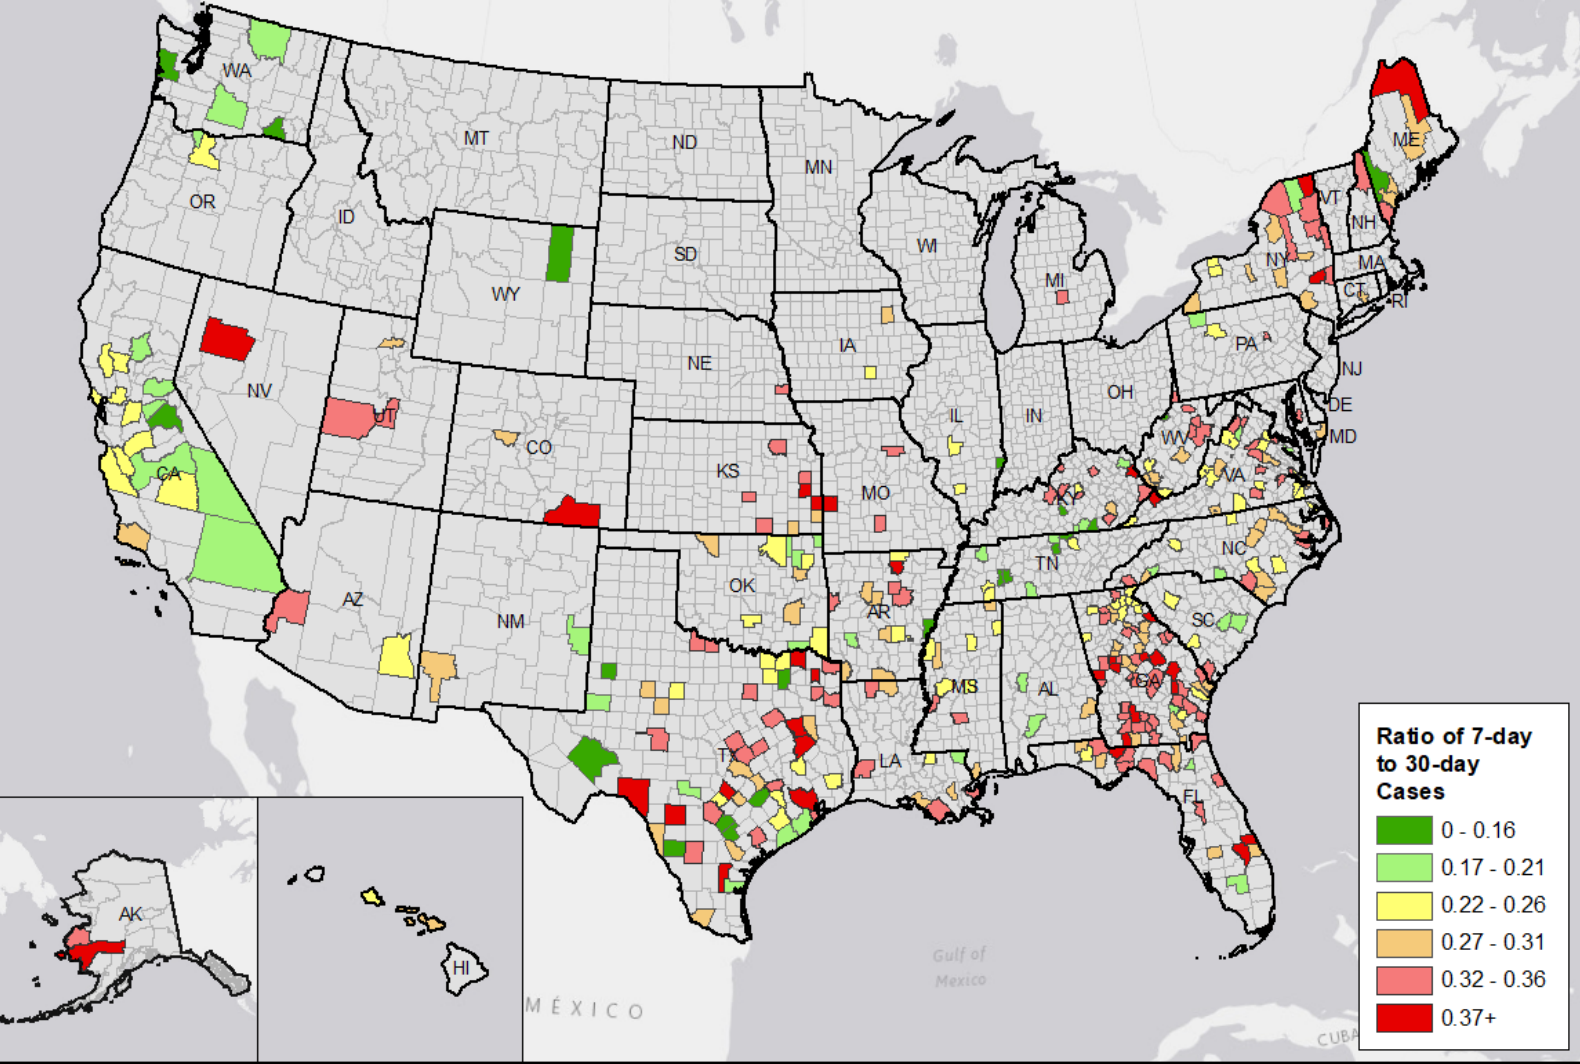 WA
MT
ND
MN
ME
OR
ID
VT
NH
WI
SD
MI
NY
MA
WY
CT
RI
IA
PA
NE
NJ
NV
OH
UT
IL
IN
DE
CO
WV
MD
CA
KS
VA
MO
KY
NC
TN
OK
AZ
AR
NM
SC
MS
AL
GA
TX
LA
FL
AK
HI
Gulf of
Mexico
MÉXICO
CUBA
Ratio of 7-day
to 30-day
Cases
0 - 0.16
0.17 - 0.21
0.22 - 0.26
0.27 - 0.31
0.32 - 0.36
0.37+